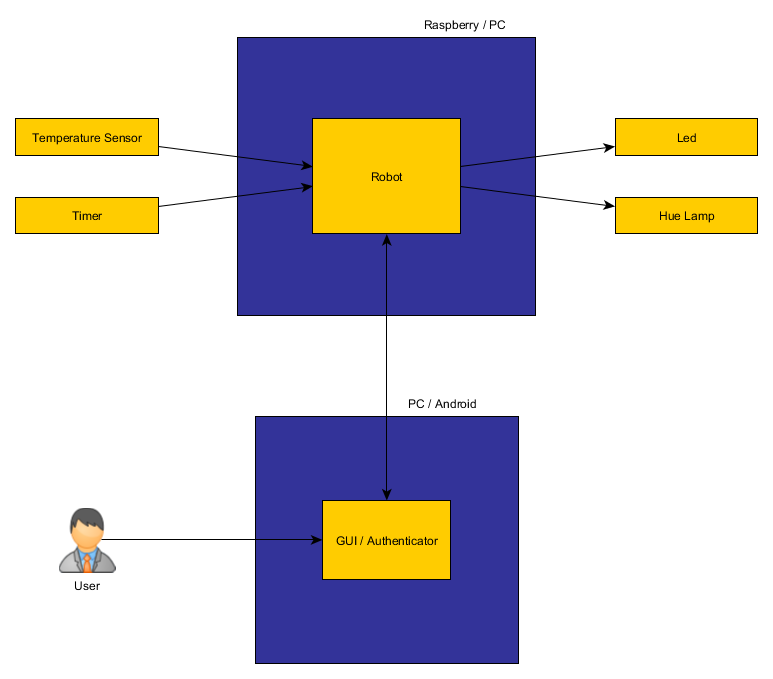 Raspberry / PC
Temperature Sensor
Led
Robot
Timer
Hue Lamp
PC / Android
GUI / Authenticator
User